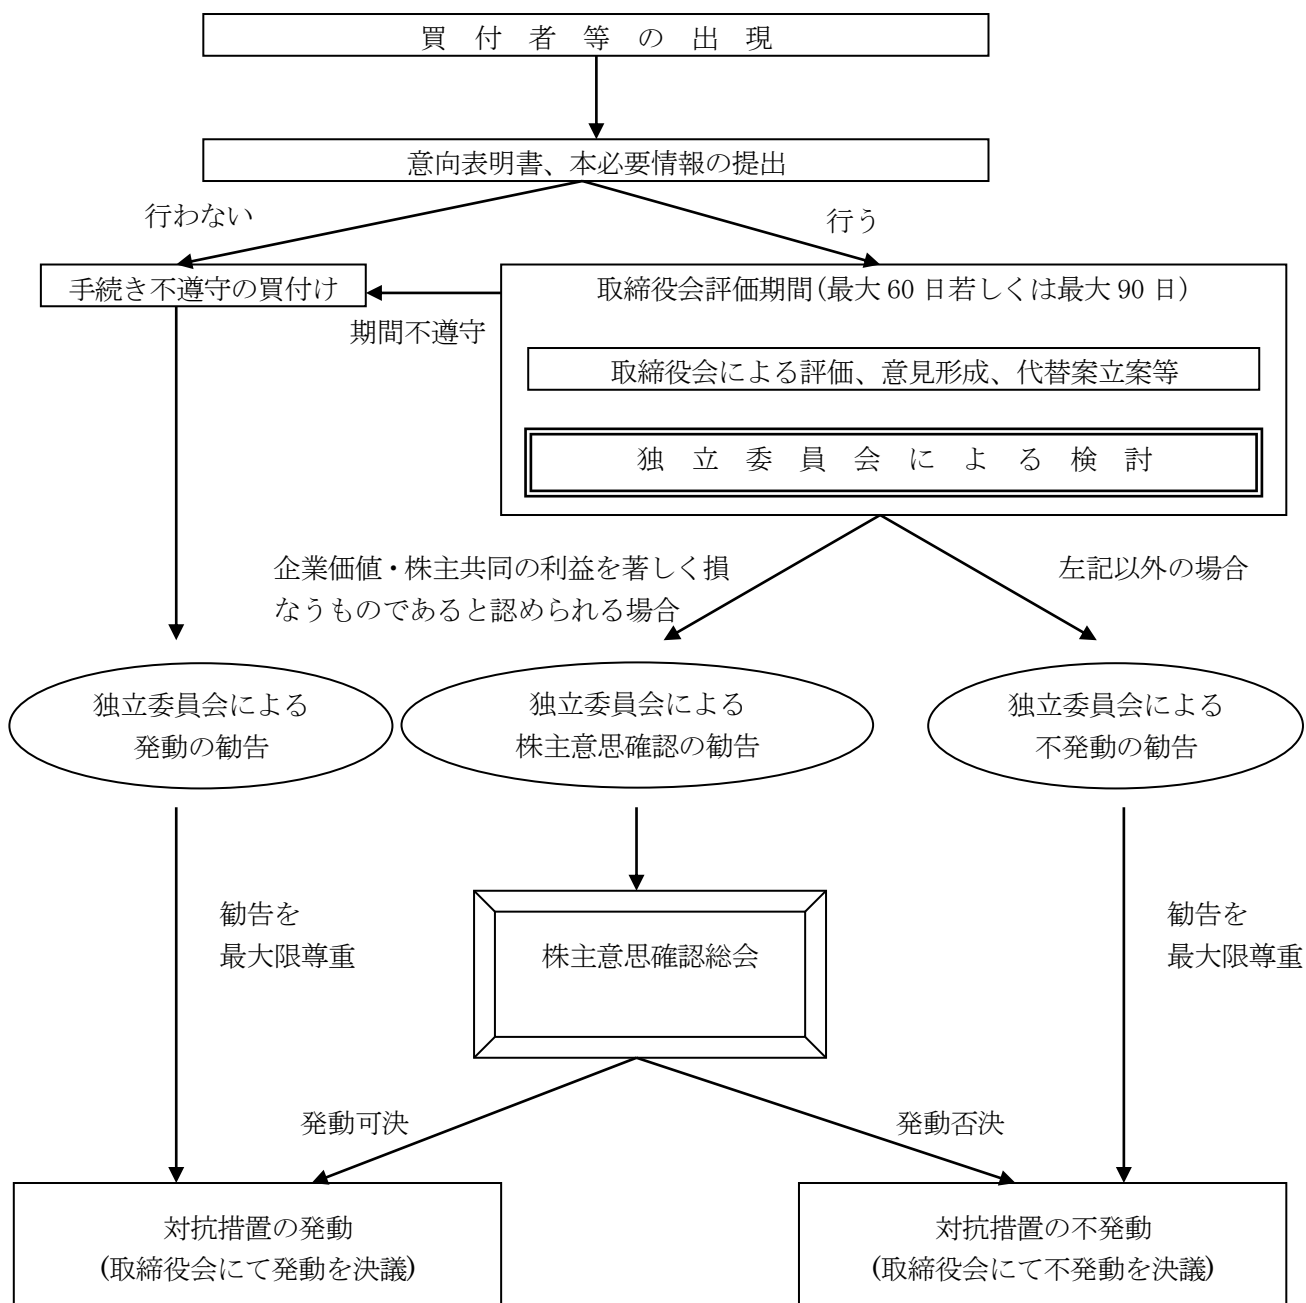 買付者等の出現
意向表明書、本必要情報の提出
行わない
行う
手続き不遵守の買付け
取締役会評価期間(最大 60 日若しくは最大 90 日)
期間不遵守
取締役会による評価、意見形成、代替案立案等
独立委員会による検討
企業価値・株主共同の利益を著しく損
なうものであると認められる場合
左記以外の場合
独立委員会による
発動の勧告
独立委員会による
株主意思確認の勧告
独立委員会による
不発動の勧告
勧告を
最大限尊重
株主意思確認総会
勧告を
最大限尊重
発動可決
発動否決
対抗措置の発動
(取締役会にて発動を決議)
対抗措置の不発動
(取締役会にて不発動を決議)